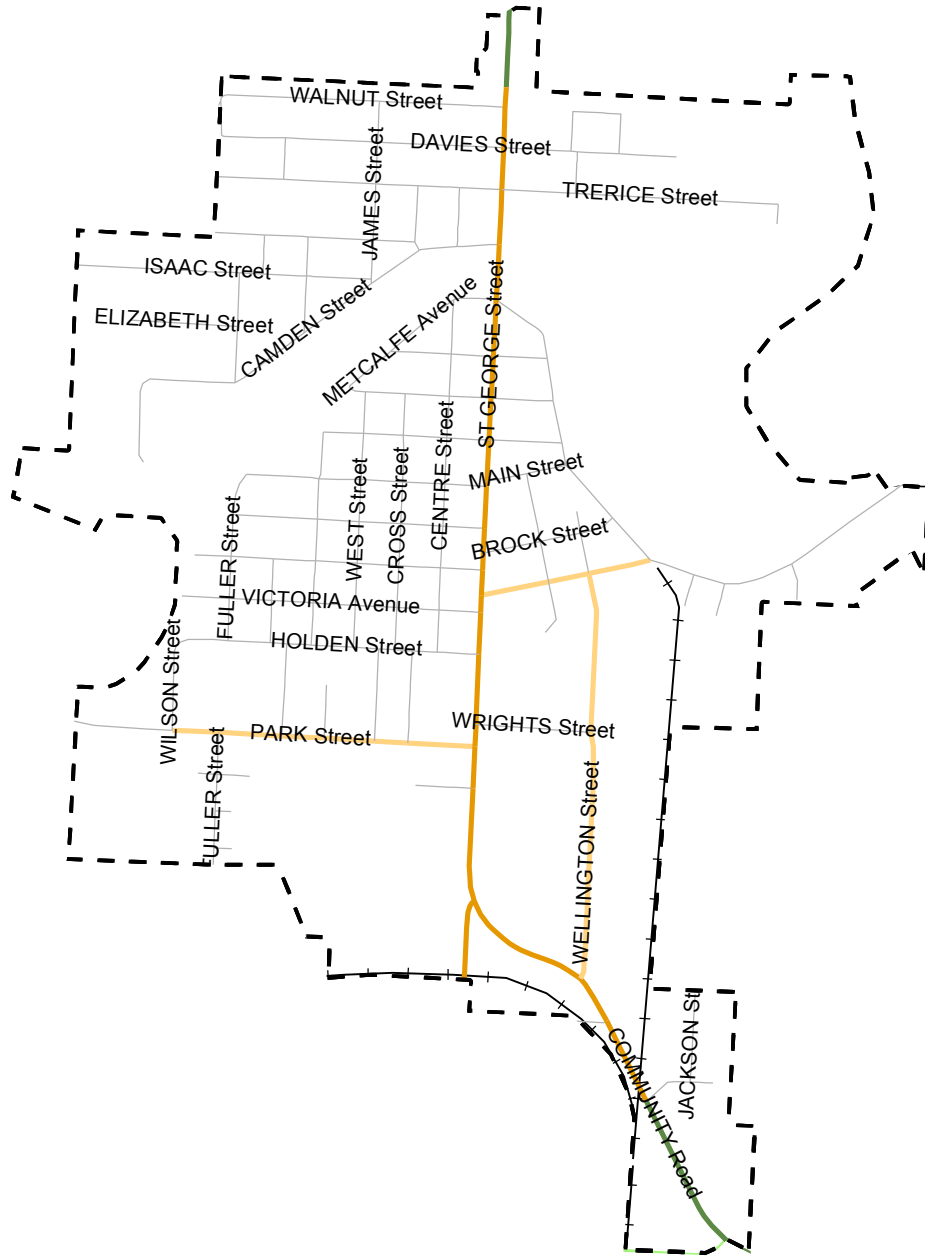 WALNUT Street
DAVIES Street
JAMES Street
TRERICE Street
ISAAC Street
ELIZABETH Street
CAMDEN Street
METCALFE Avenue
ST GEORGE Street
MAIN Street
WEST Street
CROSS Street
CENTRE Street
FULLER Street
BROCK Street
VICTORIA Avenue
HOLDEN Street
WILSON Street
WRIGHTS Street
PARK Street
FULLER Street
WELLINGTON Street
JACKSON St
COMMUNITY Road